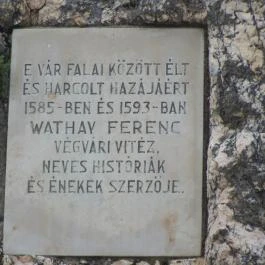 E VÁR FALAI KÖZÖTT ÉLT
ÉS HARCOLT HAZÁJÁÉRT
1585-BEN ÉS 1593-BAN
WATHAY FERENC
VÉGVÁRI VITÉZ,
NEVES HISTÓRIÁK
ÉS ÉNEKEK SZERZŐJE.